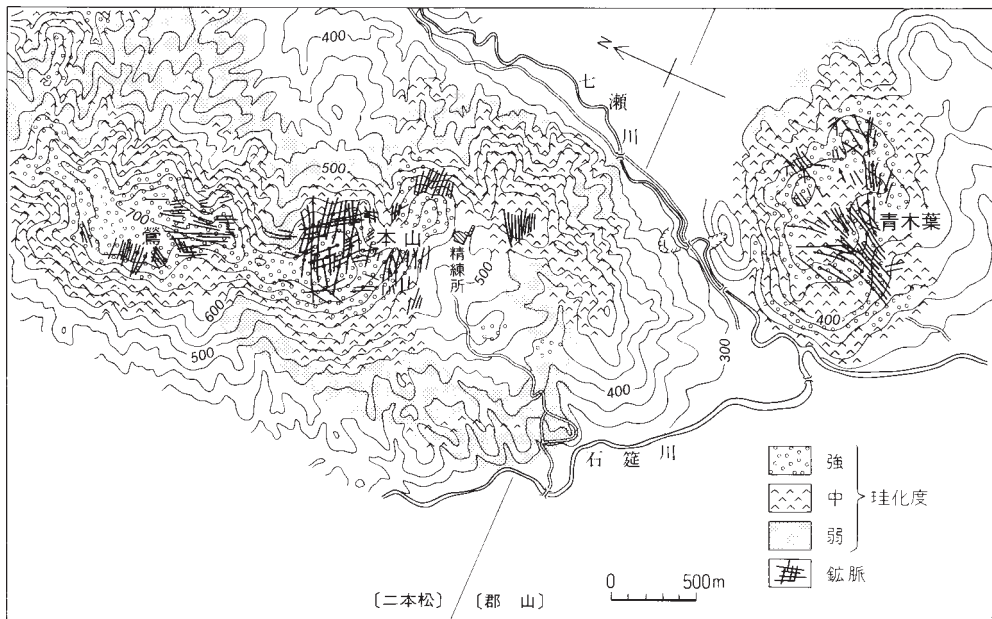 400
N
七瀬川
500
700
鶯
本山
青木葉
精練所
500
600
400
500
300
400
石筵川
強
中
珪化度
弱
鉱脈
0 500m
〔二本松〕 〔郡 山〕